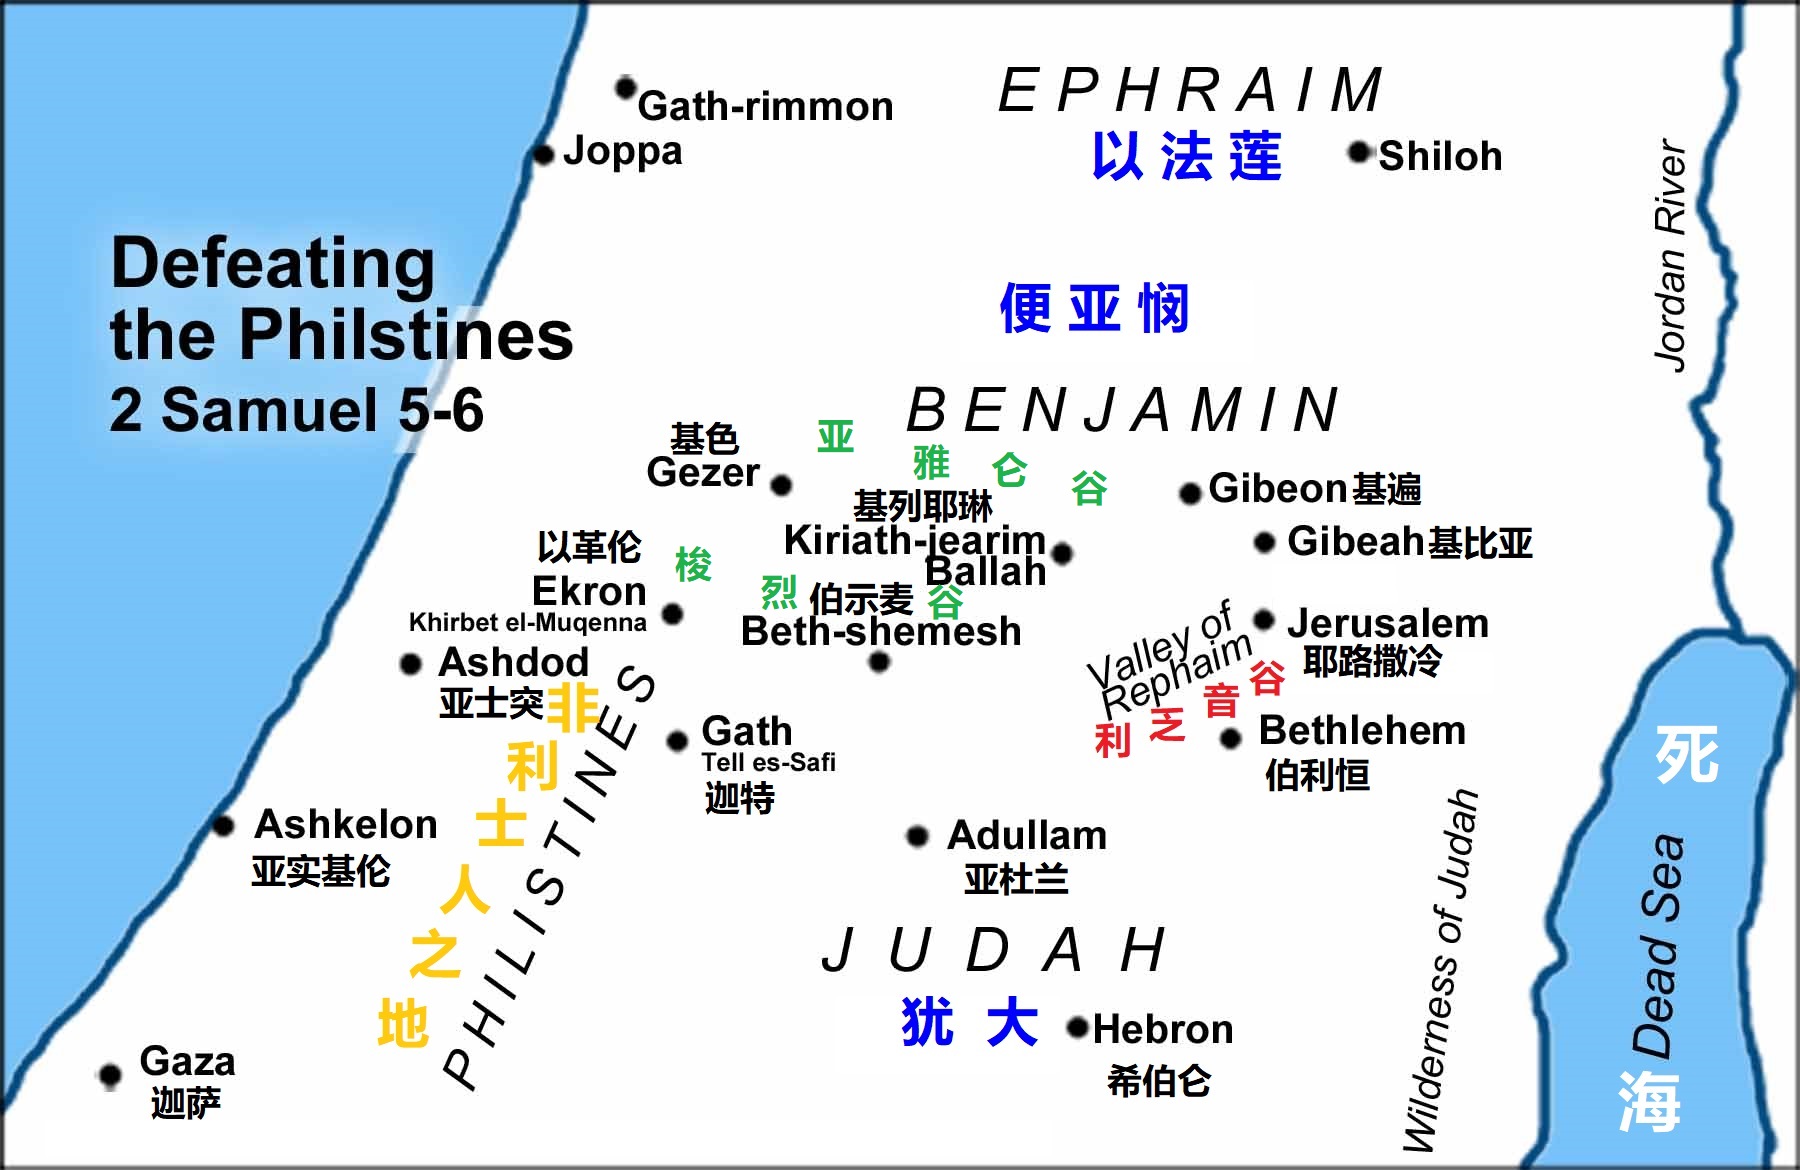 Gath-rimmon
Joppa
EPHRAIM
以法莲
Shiloh
Jordan River
Defeating
the Philstines
2 Samuel 5-6
便亚悯
BENJAMIN
基色
Gezer
亚雅仑谷
基列耶琳
Kiriath-jearim
Ballah
Gibeon基遍
Gibeah基比亚
以革伦
Ekron
Khirbet el-Muqenna
梭烈谷
伯示麦
Beth-shemesh
Jerusalem
耶路撒冷
Valley of
Rephaim
利乏音谷
Ashdod
亚士突
非利士人之地
PHILISTINES
Gath
Tell es-Safi
迦特
Bethlehem
伯利恒
Ashkelon
亚实基伦
Adullam
亚杜兰
JUDAH
犹大
Hebron
希伯仑
Wilderness of Judah
死海
Dead Sea
Gaza
迦萨